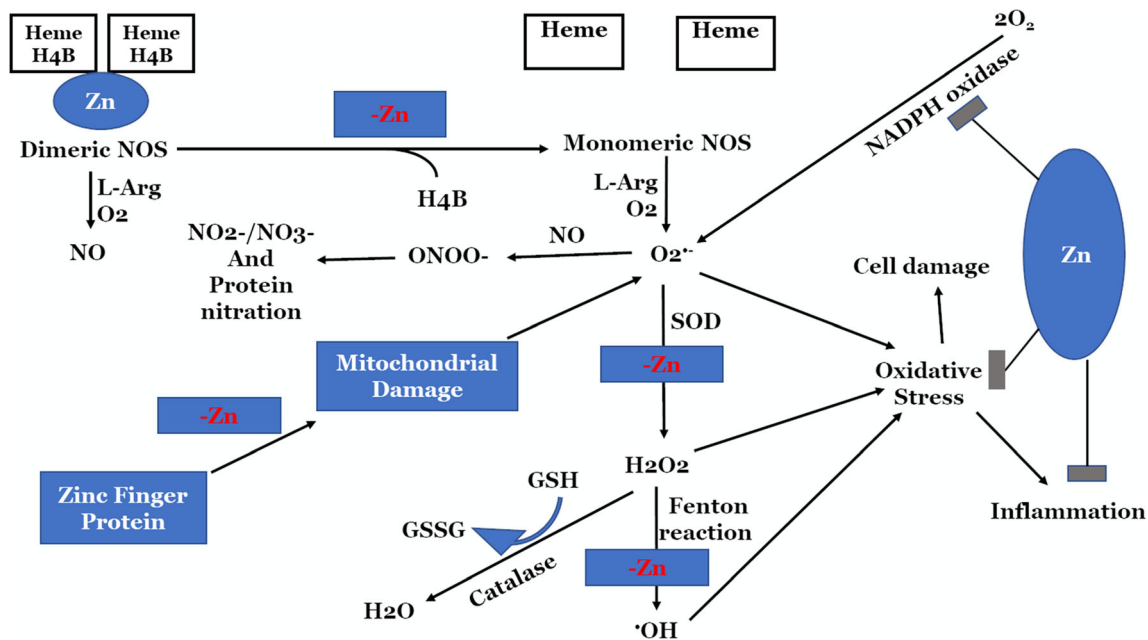 Heme
H4B
Heme
H4B
Zn
Dimeric NOS
L-Arg
O2
NO
-Zn
H4B
Heme
Heme
Monomeric NOS
L-Arg
O2
2O₂
NADPH oxidase
Zn
NO2-/NO3-
And
Protein
nitration
ONOO-
NO
O2•-
Cell damage
SOD
-Zn
Mitochondrial
Damage
-Zn
Zinc Finger
Protein
Oxidative
Stress
H2O2
GSH
GSSG
Catalase
H2O
Fenton
reaction
-Zn
•OH
Inflammation